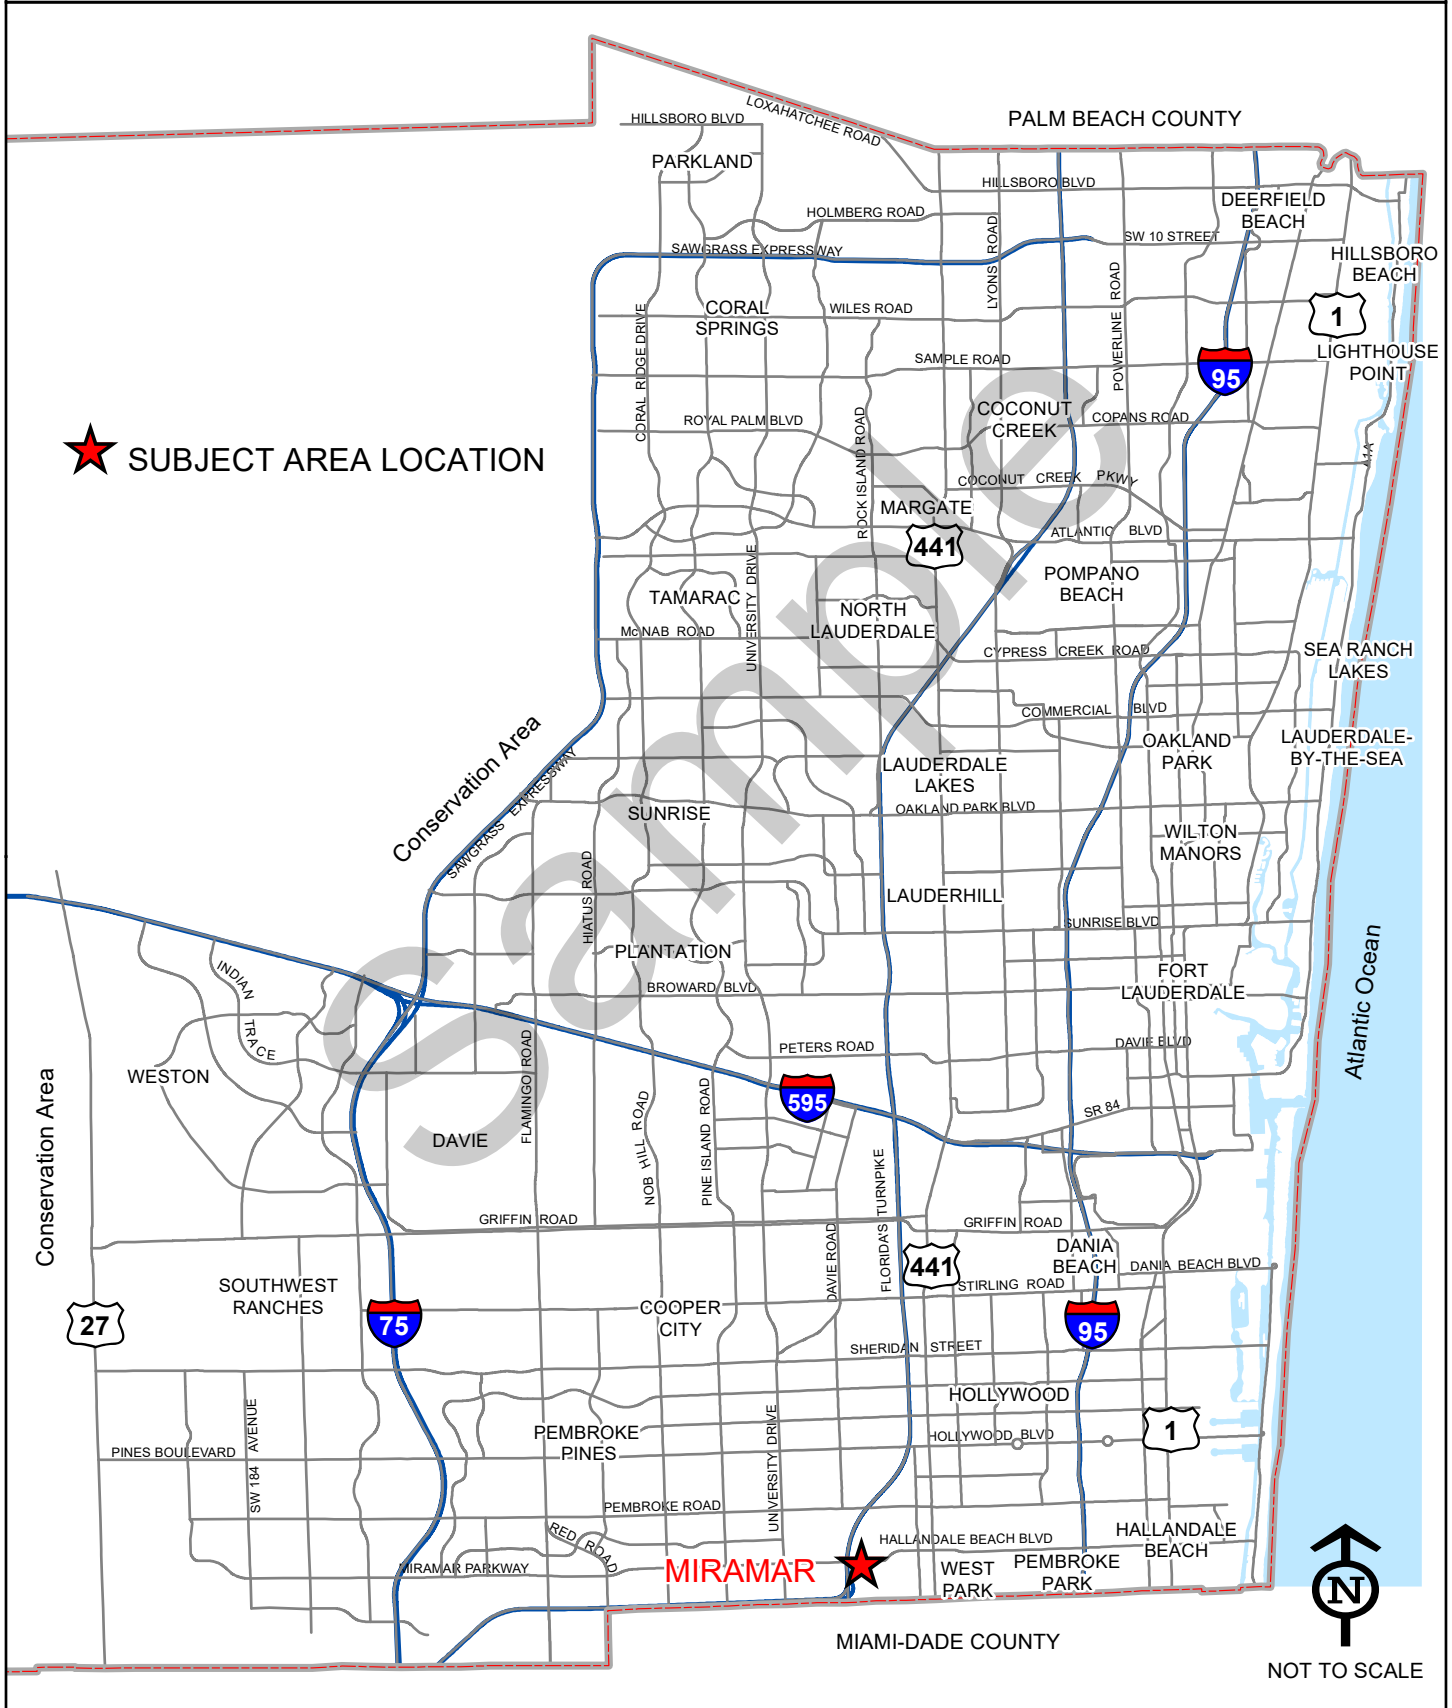 PALM BEACH COUNTY
LOXAHATCHEE ROAD
HILLSBORO BLVD
PARKLAND
HILLSBORO BLVD
DEERFIELD
BEACH
HOLMBERG ROAD
SW 10 STREET
SAWGRASS EXPRESSWAY
HILLSBORO
BEACH
LYONS ROAD
POWERLINE ROAD
CORAL
SPRINGS
WILES ROAD
1
CORAL RIDGE DRIVE
LIGHTHOUSE
POINT
SAMPLE ROAD
95
COCONUT
CREEK
COPANS ROAD
ROYAL PALM BLVD
ROCK ISLAND ROAD
A1A
SUBJECT AREA LOCATION
COCONUT CREEK PKWY
MARGATE
441
ATLANTIC BLVD
UNIVERSITY DRIVE
POMPANO
BEACH
TAMARAC
NORTH
LAUDERDALE
McNAB ROAD
CYPRESS CREEK ROAD
SEA RANCH
LAKES
COMMERCIAL BLVD
OAKLAND
PARK
LAUDERDALE-
BY-THE-SEA
Conservation Area
SAWGRASS EXPRESSWAY
LAUDERDALE
LAKES
OAKLAND PARK BLVD
SUNRISE
WILTON
MANORS
HIATUS ROAD
LAUDERHILL
SUNRISE BLVD
PLANTATION
Atlantic Ocean
INDIAN TRACE
FORT
LAUDERDALE
BROWARD BLVD
PETERS ROAD
DAVIE BLVD
WESTON
FLAMINGO ROAD
595
SR 84
DAVIE
NOB HILL ROAD
PINE ISLAND ROAD
Conservation Area
FLORIDA'S TURNPIKE
GRIFFIN ROAD
GRIFFIN ROAD
DAVIE ROAD
441
DANIA
BEACH
DANIA BEACH BLVD
STIRLING ROAD
SOUTHWEST
RANCHES
27
75
COOPER
CITY
95
SHERIDAN STREET
HOLLYWOOD
SW 184 AVENUE
UNIVERSITY DRIVE
PEMBROKE
PINES
HOLLYWOOD BLVD
1
PINES BOULEVARD
PEMBROKE ROAD
RED ROAD
HALLANDALE BEACH BLVD
HALLANDALE
BEACH
MIRAMAR PARKWAY
MIRAMAR
WEST
PARK
PEMBROKE
PARK
N
MIAMI-DADE COUNTY
NOT TO SCALE
Sample